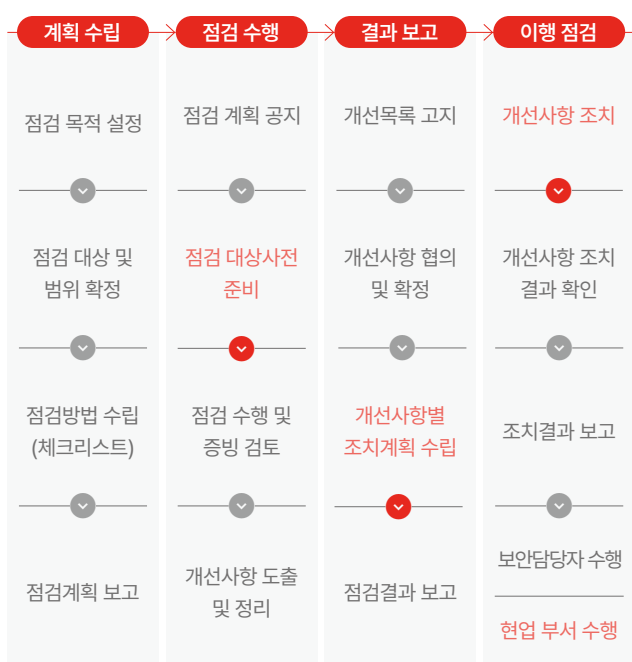 계획 수립
점검 목적 설정
점검 대상 및
범위 확정
점검방법 수립
(체크리스트)
점검계획 보고
점검 수행
점검 계획 공지
점검 대상사전
준비
점검 수행 및
증빙 검토
개선사항 도출
및 정리
결과 보고
개선목록 고지
개선사항 협의
및 확정
개선사항별
조치계획 수립
점검결과 보고
이행 점검
개선사항 조치
개선사항 조치
결과 확인
조치결과 보고
보안담당자 수행
현업 부서 수행